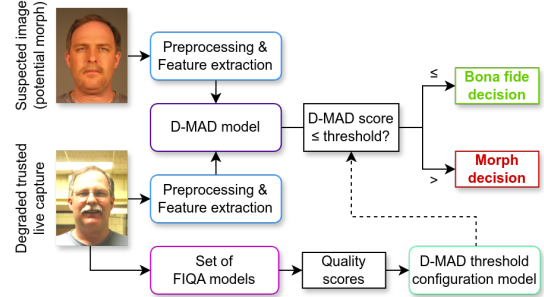 Suspected image
(potential morph)
Preprocessing &
Feature extraction
D-MAD model
D-MAD score
≤ threshold?
≤
Bona fide
decision
>
Morph
decision
Degraded trusted
live capture
Preprocessing &
Feature extraction
Set of
FIQA models
Quality
scores
D-MAD threshold
configuration model